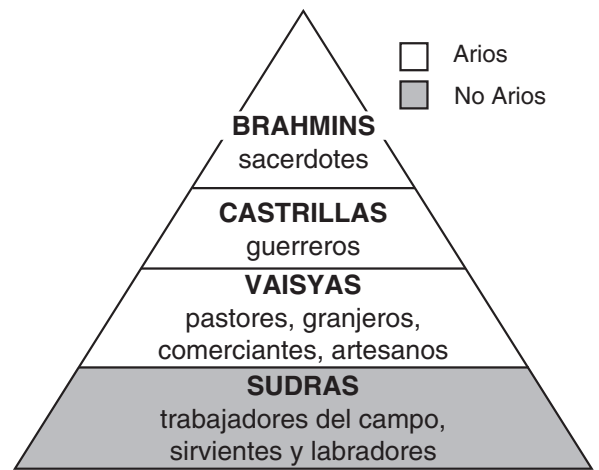 Arios
No Arios
BRAHMINS
sacerdotes
CASTRILLAS
guerreros
VAISYAS
pastores, granjeros,
comerciantes, artesanos
SUDRAS
trabajadores del campo,
sirvientes y labradores